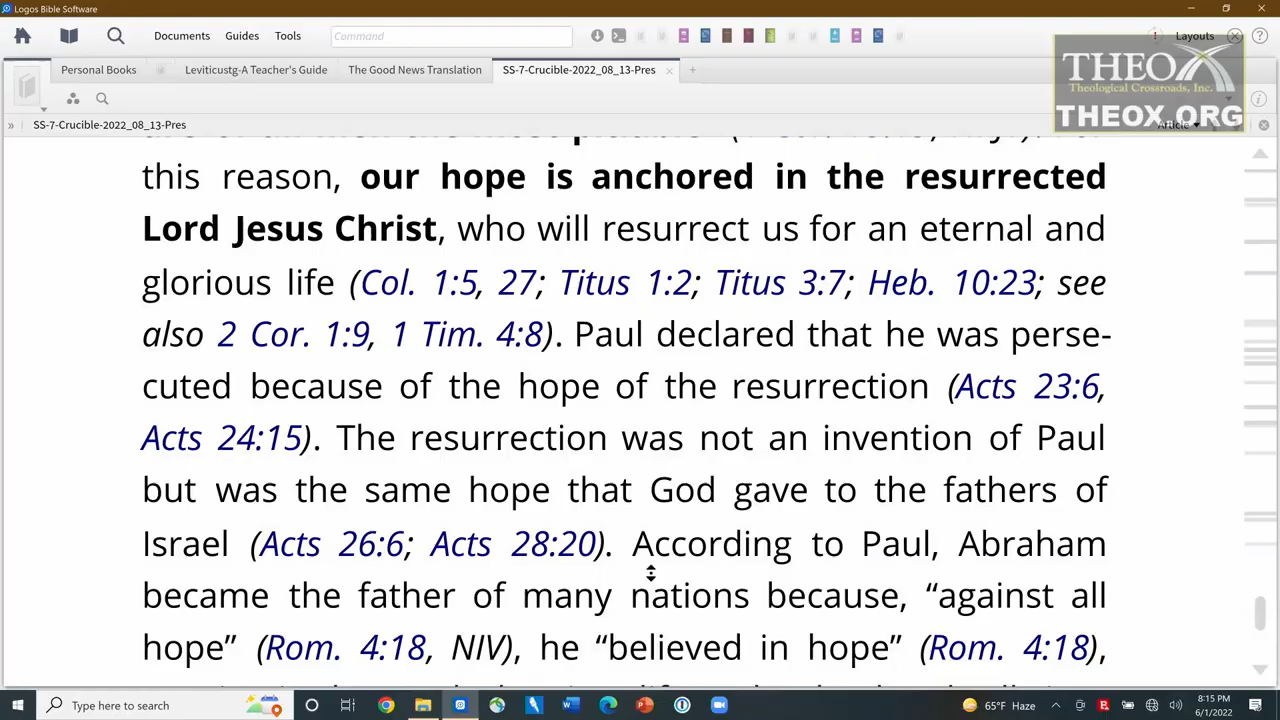 Logos Bible Software
Documents Guides Tools Command Layouts
THEOX
Theological Crossroads, Inc.
THEOX.ORG
Personal Books Leviticustg-A Teacher's Guide The Good News Translation SS-7-Crucible-2022_08_13-Pres
SS-7-Crucible-2022_08_13-Pres Article
this reason, our hope is anchored in the resurrected
Lord Jesus Christ, who will resurrect us for an eternal and
glorious life (Col. 1:5, 27; Titus 1:2; Titus 3:7; Heb. 10:23; see
also 2 Cor. 1:9, 1 Tim. 4:8). Paul declared that he was perse-
cuted because of the hope of the resurrection (Acts 23:6,
Acts 24:15). The resurrection was not an invention of Paul
but was the same hope that God gave to the fathers of
Israel (Acts 26:6; Acts 28:20). According to Paul, Abraham
became the father of many nations because, “against all
hope” (Rom. 4:18, NIV), he “believed in hope” (Rom. 4:18),
Type here to search
65°F Haze
8:15 PM
6/1/2022